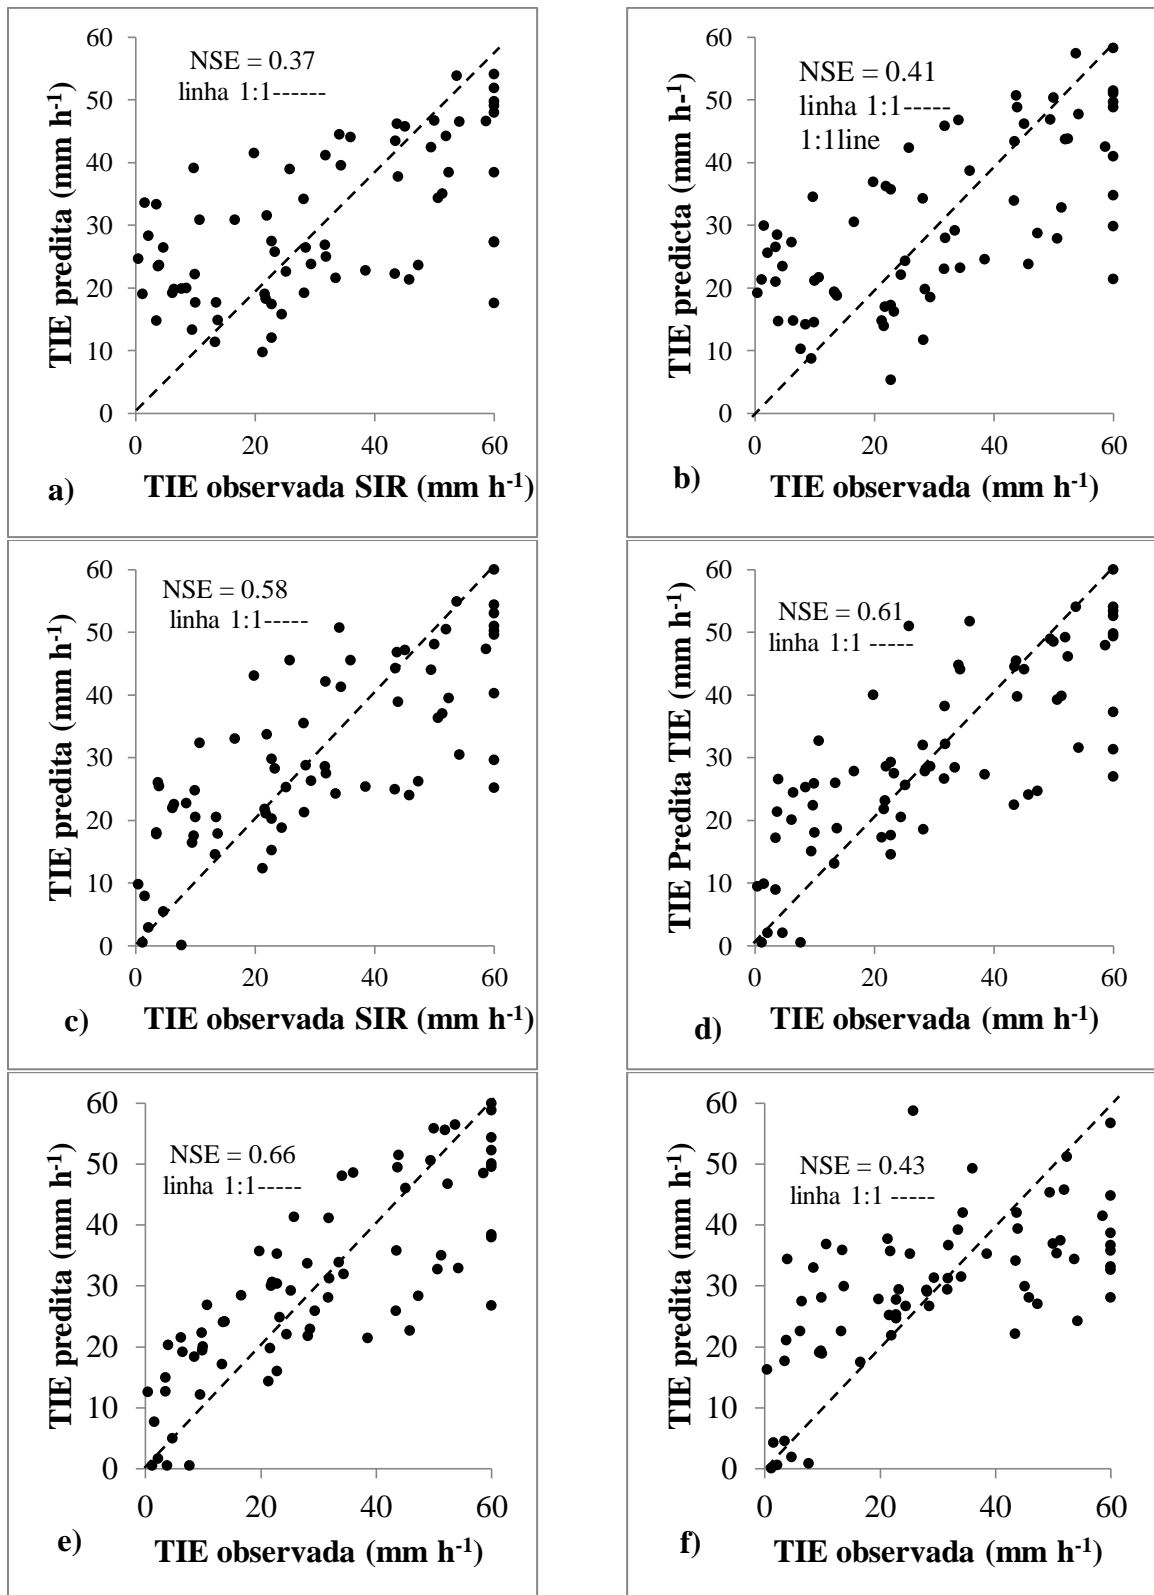 60
50
40
30
20
10
0
NSE = 0.37
linha 1:1------
TIE predita (mm h-1)
0 20 40 60
a) TIE observada SIR (mm h-1)
60
50
40
30
20
10
0
NSE = 0.41
linha 1:1-----
1:1line
TIE predicta (mm h-1)
0 20 40 60
b) TIE observada (mm h-1)
60
50
40
30
20
10
0
NSE = 0.58
linha 1:1-----
TIE predita (mm h-1)
0 20 40 60
c) TIE observada SIR (mm h-1)
60
50
40
30
20
10
0
NSE = 0.61
linha 1:1 -----
TIE Predita TIE (mm h-1)
0 20 40 60
d) TIE observada (mm h-1)
60
50
40
30
20
10
0
NSE = 0.66
linha 1:1-----
TIE predita (mm h-1)
0 20 40 60
e) TIE observada (mm h-1)
60
50
40
30
20
10
0
NSE = 0.43
linha 1:1 -----
TIE predita (mm h-1)
0 20 40 60
f) TIE observada (mm h-1)